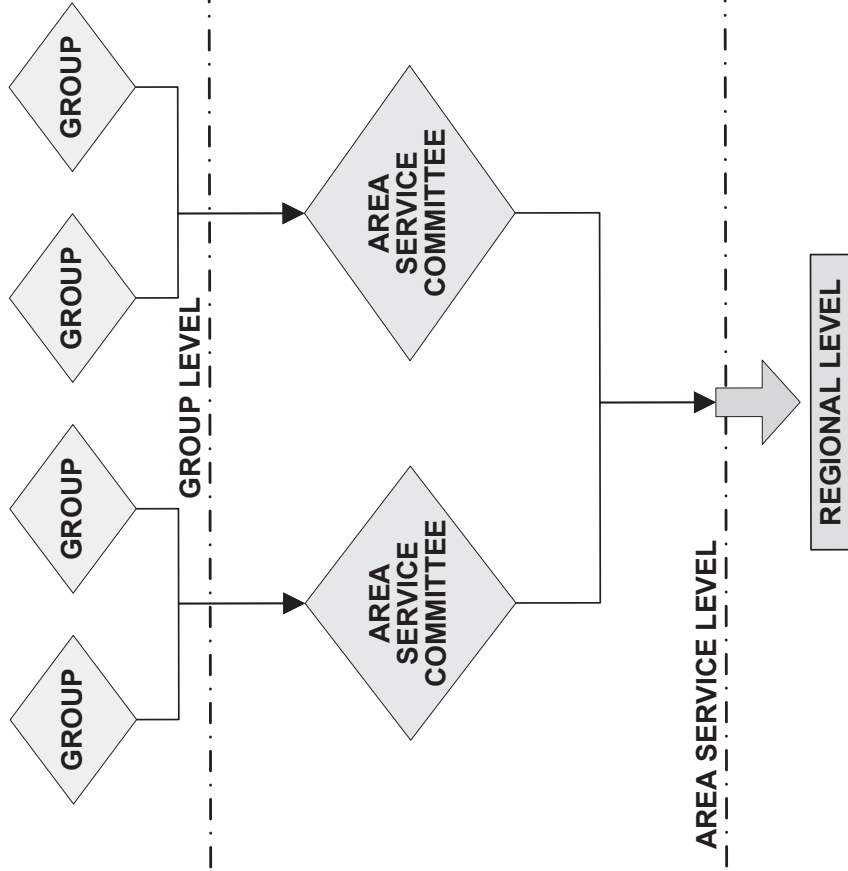 GROUP
GROUP
GROUP
GROUP
GROUP LEVEL
AREA
SERVICE
COMMITTEE
AREA
SERVICE
COMMITTEE
AREA SERVICE LEVEL
REGIONAL LEVEL